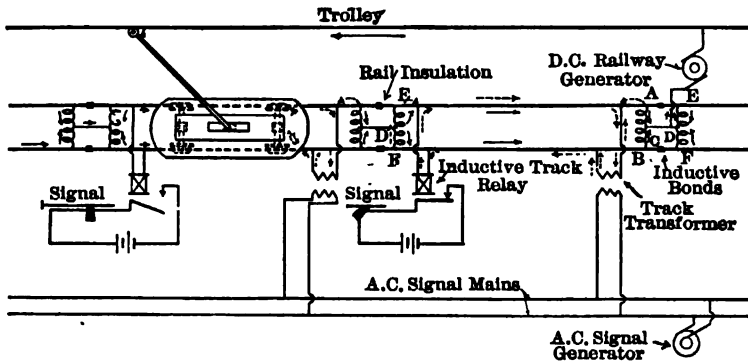 Trolley
D.C. Railway
Generator
Rail Insulation
E
A
E
D
C
D
F
B
F
Inductive Track
Relay
Inductive
Bonds
Signal
Signal
Track
Transformer
A.C. Signal Mains
A.C. Signal
Generator